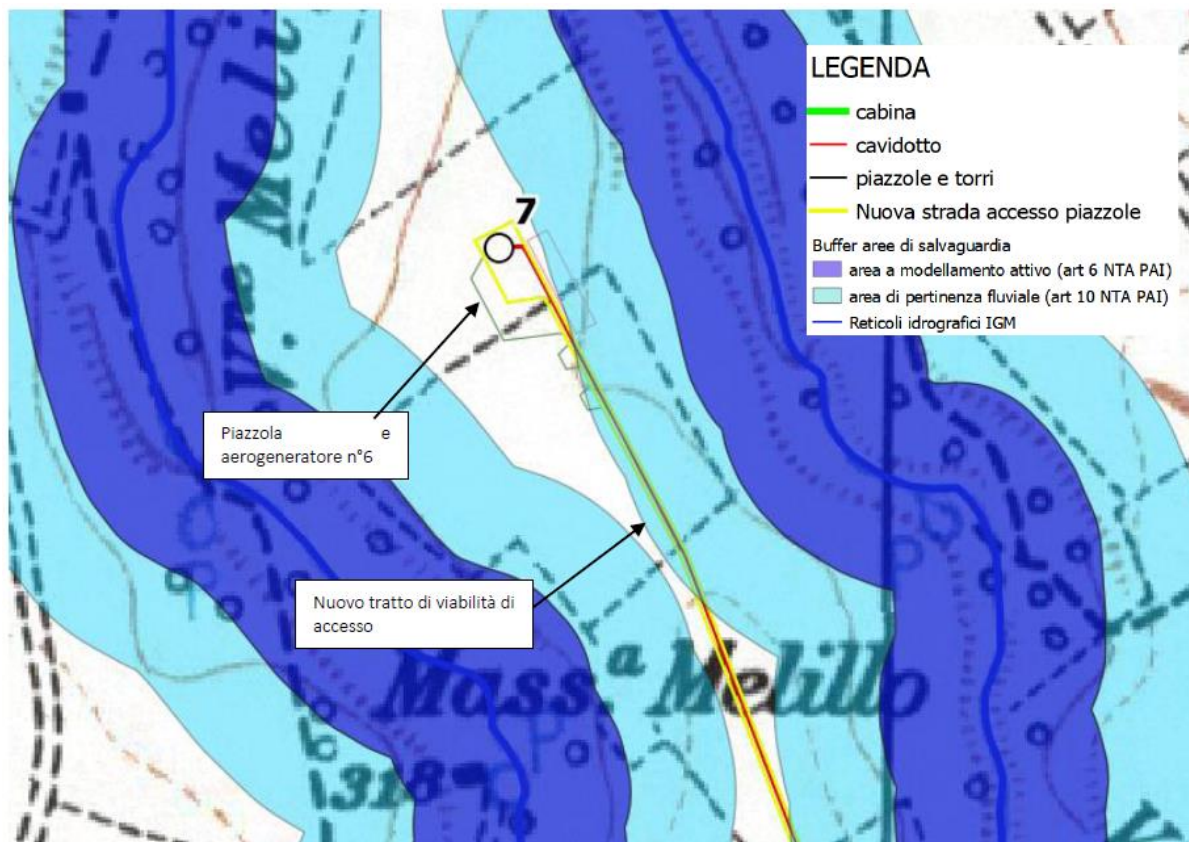 LEGENDA
cabina
cavidotto
piazzole e torri
Nuova strada accesso piazzole
Buffer aree di salvaguardia
area a modellamento attivo (art 6 NTA PAI)
area di pertinenza fluviale (art 10 NTA PAI)
Reticoli idrografici IGM
7
Piazzola e
aerogeneratore n°6
Nuovo tratto di viabilità di
accesso
Mass.a Melillo
318